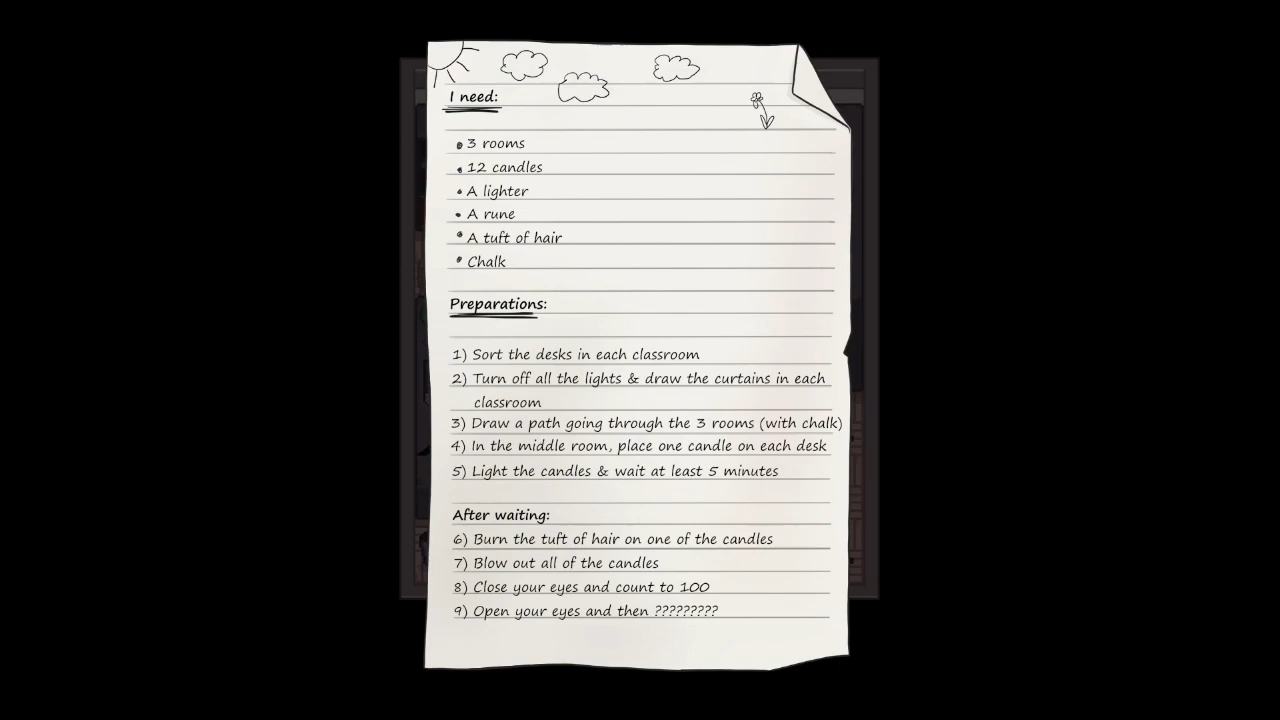 I need:
• 3 rooms
• 12 candles
• A lighter
• A rune
• A tuft of hair
• Chalk
Preparations:
1) Sort the desks in each classroom
2) Turn off all the lights & draw the curtains in each
classroom
3) Draw a path going through the 3 rooms (with chalk)
4) In the middle room, place one candle on each desk
5) Light the candles & wait at least 5 minutes
After waiting:
6) Burn the tuft of hair on one of the candles
7) Blow out all of the candles
8) Close your eyes and count to 100
9) Open your eyes and then ?????????